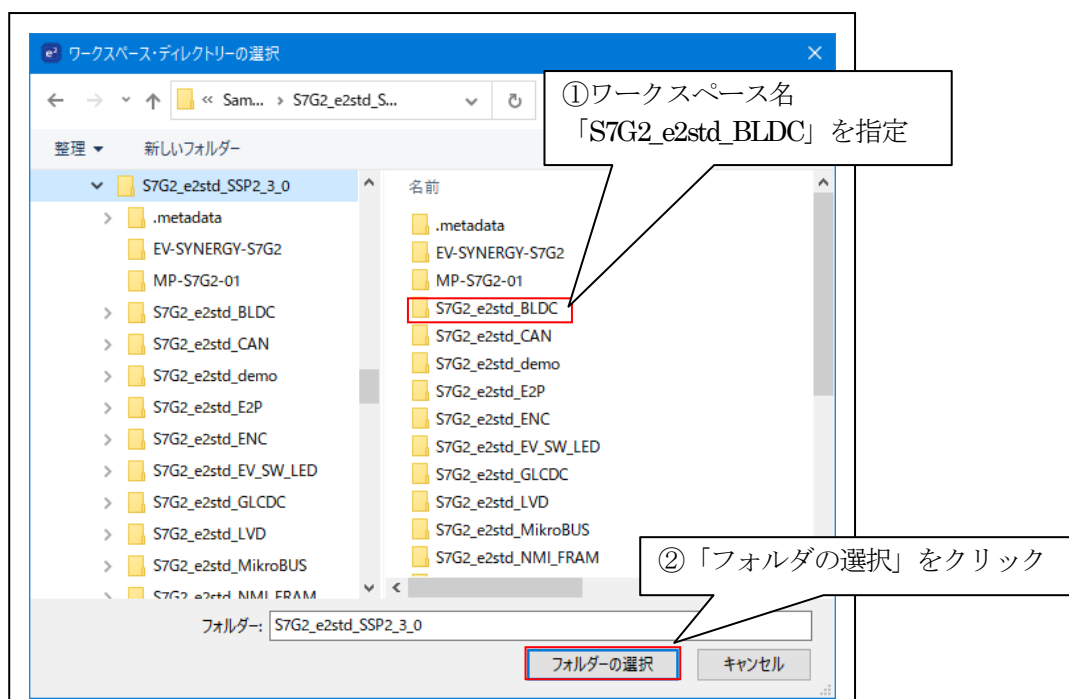 e² ワークスペース・ディレクトリーの選択
①ワークスペース名
「S7G2_e2std_BLDC」を指定
« Sam... › S7G2_e2std_S...
整理 新しいフォルダー
S7G2_e2std_SSP2_3_0
.metadata
EV-SYNERGY-S7G2
MP-S7G2-01
S7G2_e2std_BLDC
S7G2_e2std_CAN
S7G2_e2std_demo
S7G2_e2std_E2P
S7G2_e2std_ENC
S7G2_e2std_EV_SW_LED
S7G2_e2std_GLCDC
S7G2_e2std_LVD
S7G2_e2std_MikroBUS
S7G2_e2std_NMI_FRAM
名前
.metadata
EV-SYNERGY-S7G2
MP-S7G2-01
S7G2_e2std_BLDC
S7G2_e2std_CAN
S7G2_e2std_demo
S7G2_e2std_E2P
S7G2_e2std_ENC
S7G2_e2std_EV_SW_LED
S7G2_e2std_GLCDC
S7G2_e2std_LVD
S7G2_e2std_MikroBUS
S7G2_e2std_NMI_FRAM
②「フォルダの選択」をクリック
フォルダー: S7G2_e2std_SSP2_3_0
フォルダーの選択 キャンセル